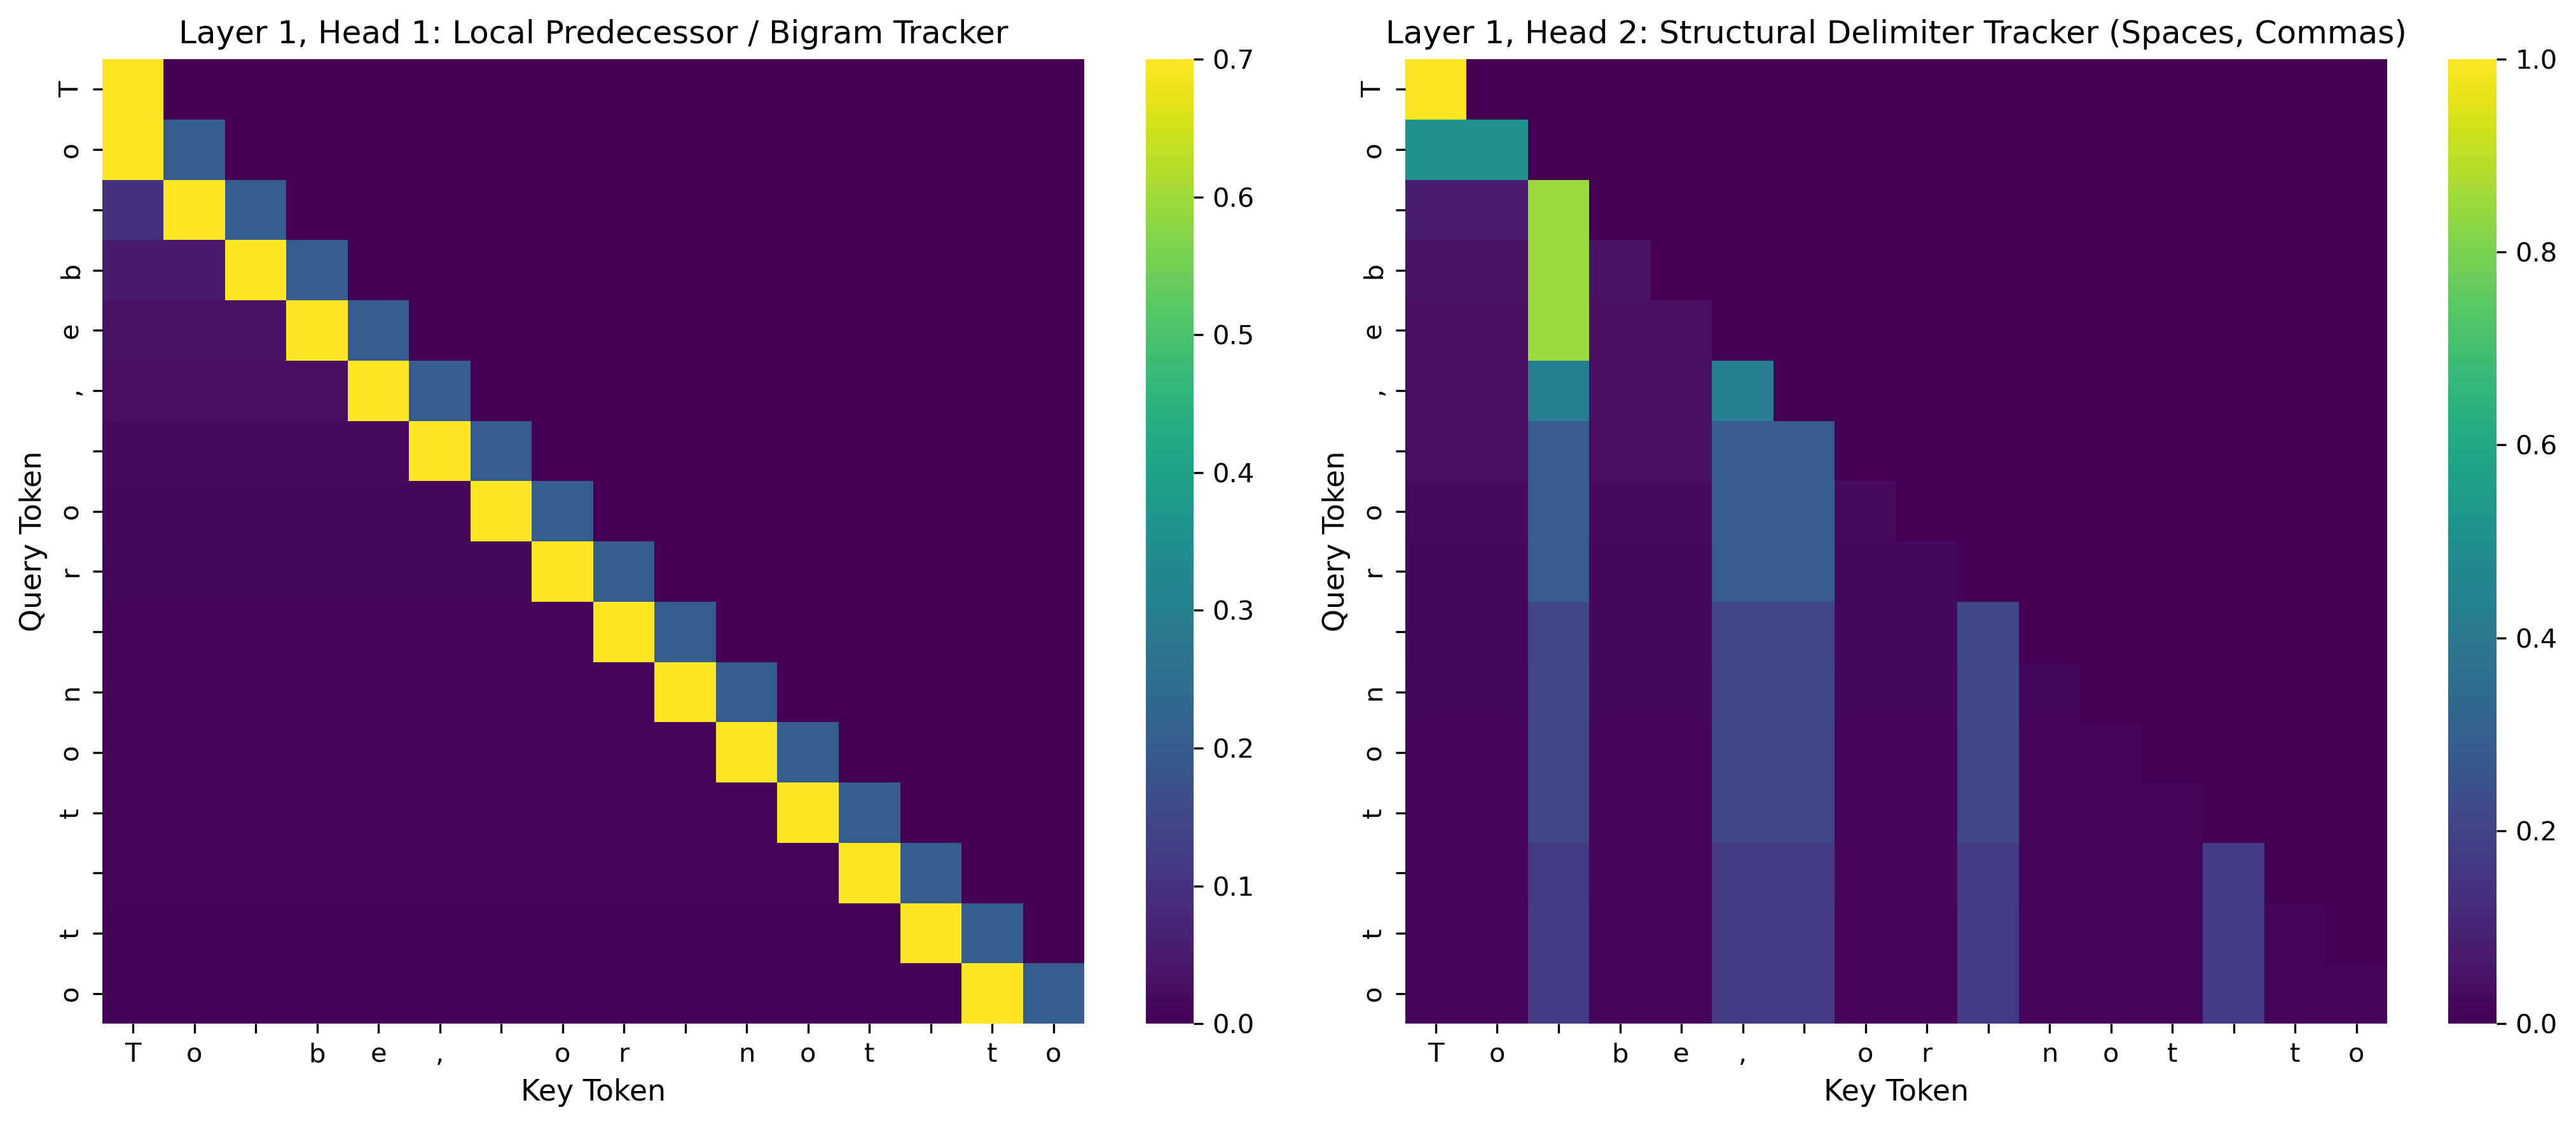 Layer 1, Head 1: Local Predecessor / Bigram Tracker
Query Token
T
o
b
e
,
o
r
n
o
t
t
o
T o b e , o r n o t t o
Key Token
0.7
0.6
0.5
0.4
0.3
0.2
0.1
0.0
Layer 1, Head 2: Structural Delimiter Tracker (Spaces, Commas)
Query Token
T
o
b
e
,
o
r
n
o
t
t
o
T o b e , o r n o t t o
Key Token
1.0
0.8
0.6
0.4
0.2
0.0